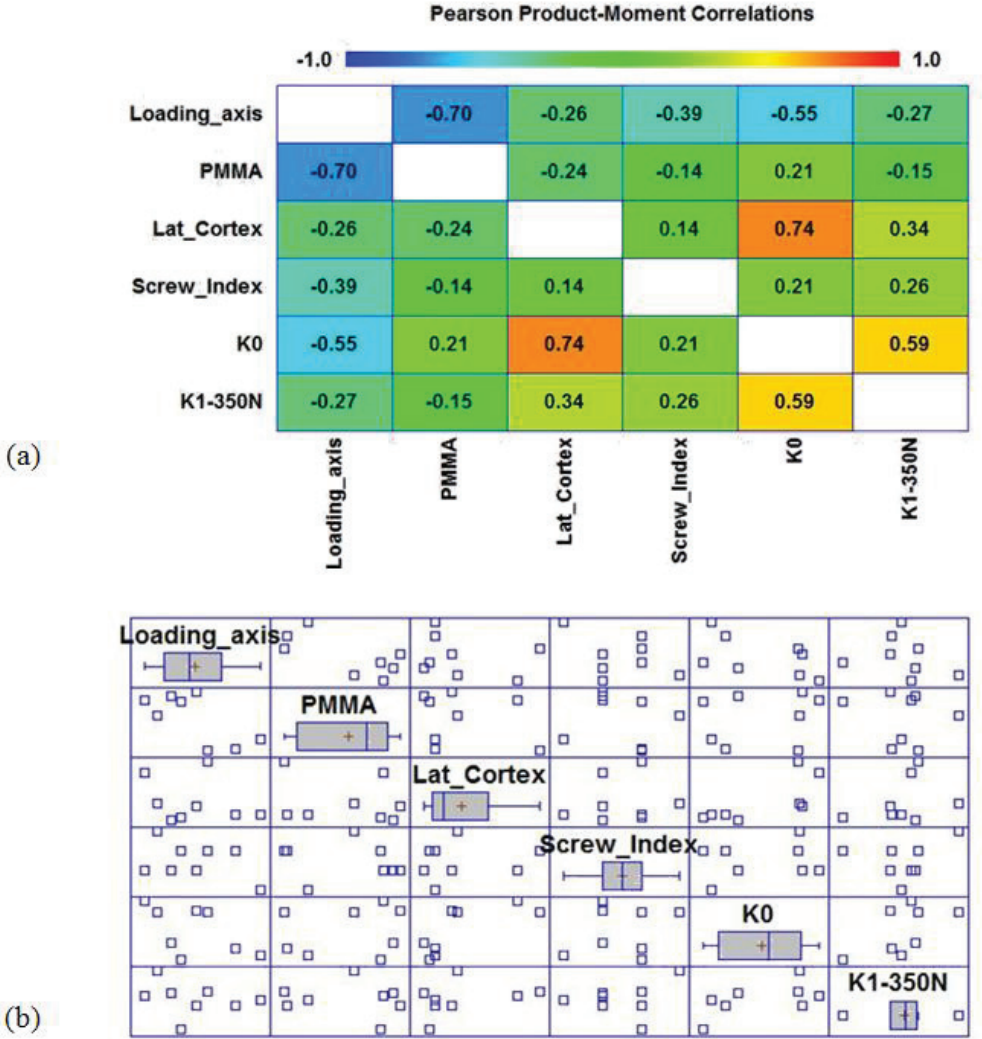 Pearson Product-Moment Correlations
-1.0 1.0
Loading_axis -0.70 -0.26 -0.39 -0.55 -0.27
PMMA -0.70 -0.24 -0.14 0.21 -0.15
Lat_Cortex -0.26 -0.24 0.14 0.74 0.34
Screw_Index -0.39 -0.14 0.14 0.21 0.26
K0 -0.55 0.21 0.74 0.21 0.59
K1-350N -0.27 -0.15 0.34 0.26 0.59
(a)
Loading_axis PMMA Lat_Cortex Screw_Index K0 K1-350N
Loading_axis
PMMA
Lat_Cortex
Screw_Index
K0
K1-350N
(b)